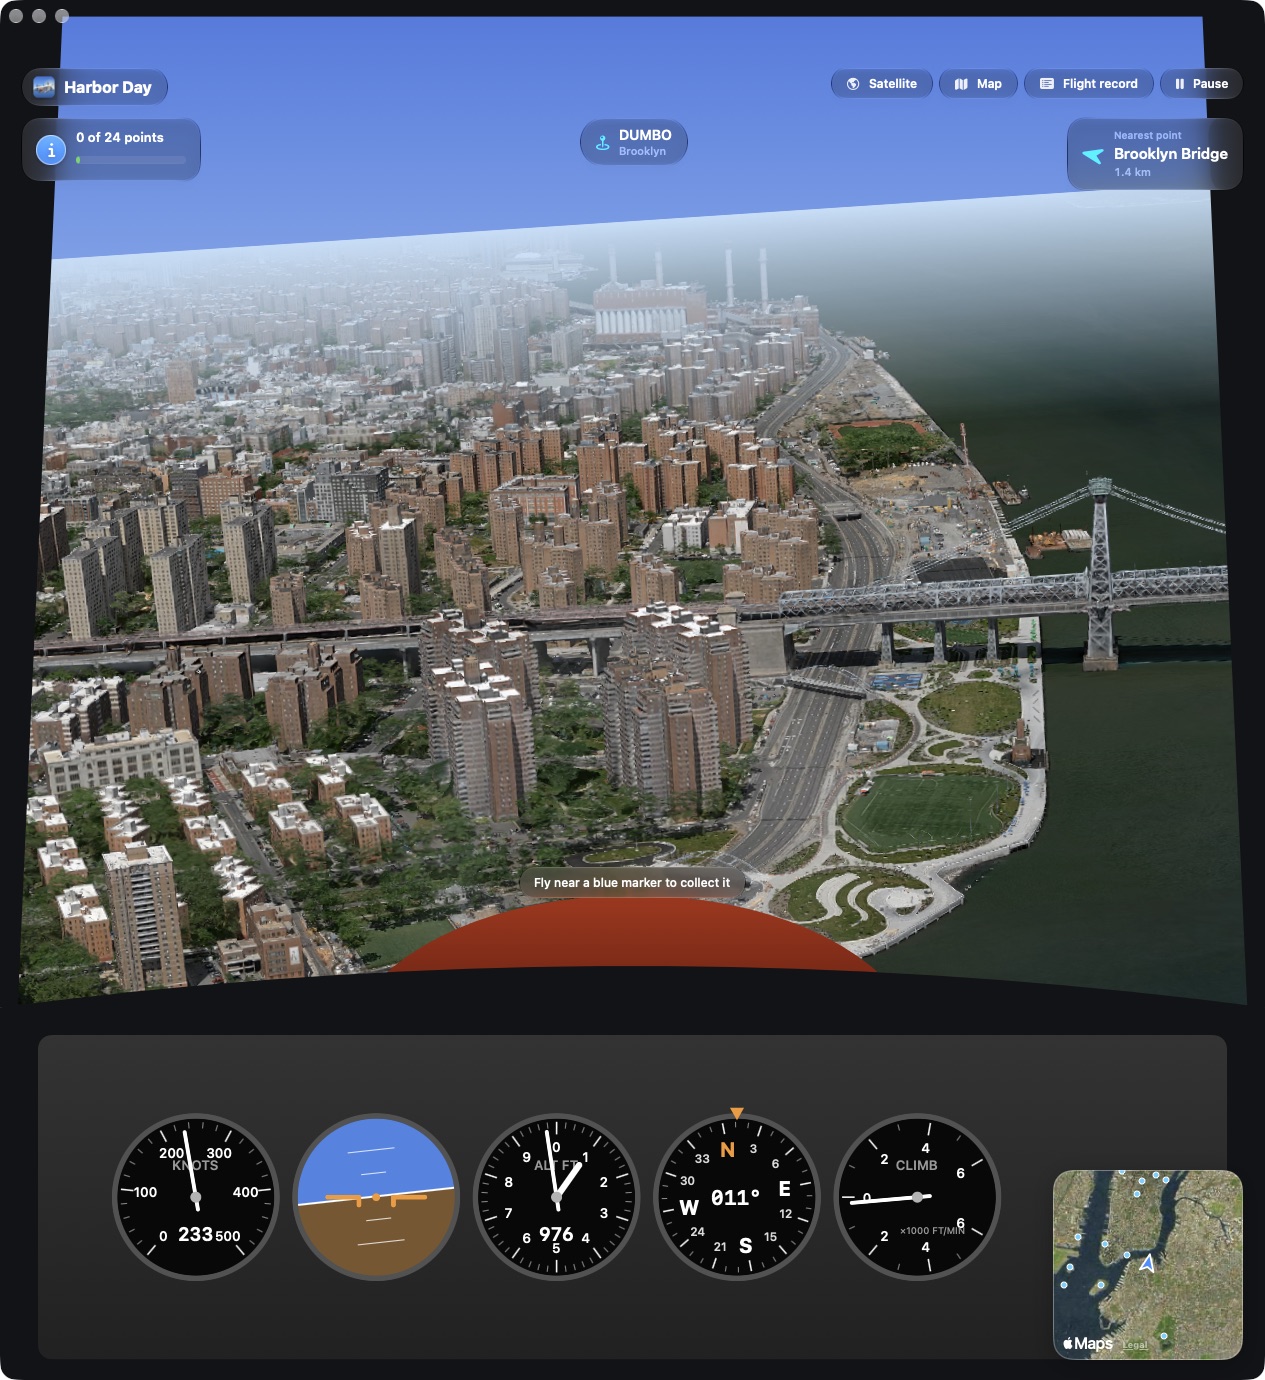 Harbor Day
Satellite
Map
Flight record
Pause
0 of 24 points
DUMBO
Brooklyn
Nearest point
Brooklyn Bridge
1.4 km
Fly near a blue marker to collect it
200 300
KNOTS
100 400
0 233 500
0
9 ALT FT 1
8 2
7 3
6 976 4
5
N 3
33 6
30 E
W 011° 12
24 15
21 S
4
2 CLIMB 6
0
6
×1000 FT/MIN
2 4
Maps Legal